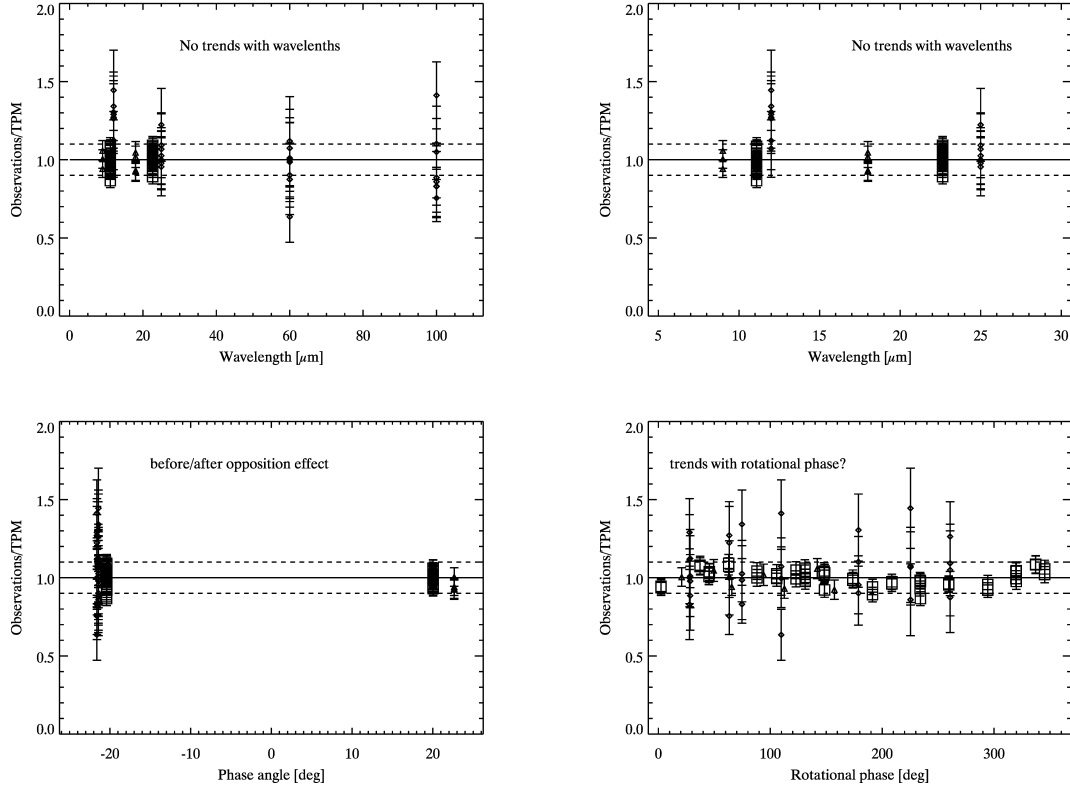 2.0
No trends with wavelenths
1.5
1.0
0.5
0.0
Observations/TPM
0 20 40 60 80 100
Wavelength [μm]
2.0
No trends with wavelenths
1.5
1.0
0.5
0.0
Observations/TPM
5 10 15 20 25 30
Wavelength [μm]
2.0
before/after opposition effect
1.5
1.0
0.5
0.0
Observations/TPM
-20 -10 0 10 20
Phase angle [deg]
2.0
trends with rotational phase?
1.5
1.0
0.5
0.0
Observations/TPM
0 100 200 300
Rotational phase [deg]